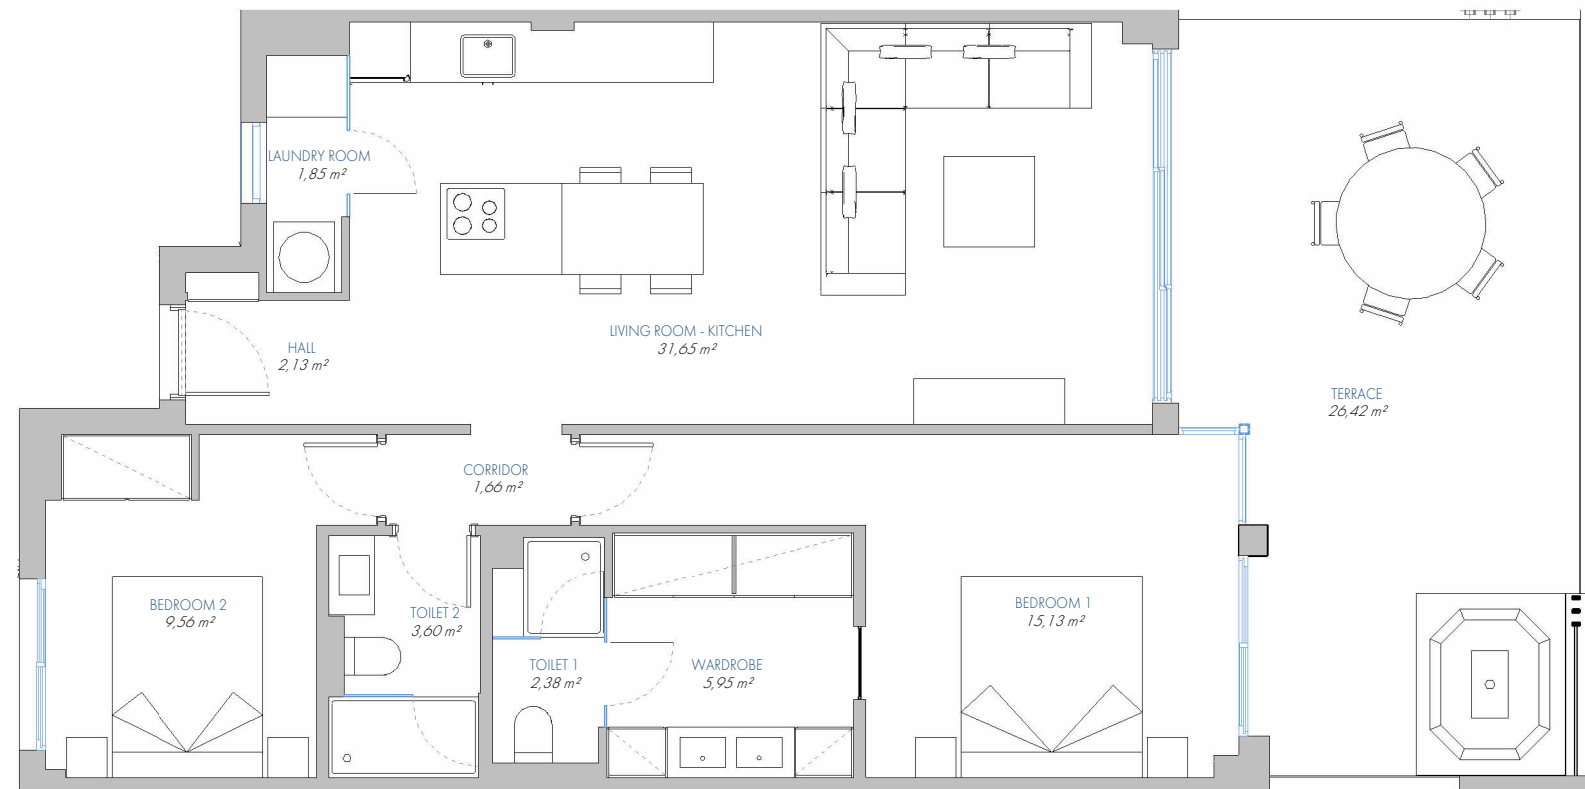 LAUNDRY ROOM
1,85 m²
LIVING ROOM - KITCHEN
31,65 m²
HALL
2,13 m²
TERRACE
26,42 m²
CORRIDOR
1,66 m²
BEDROOM 2
9,56 m²
TOILET 2
3,60 m²
BEDROOM 1
15,13 m²
TOILET 1
2,38 m²
WARDROBE
5,95 m²